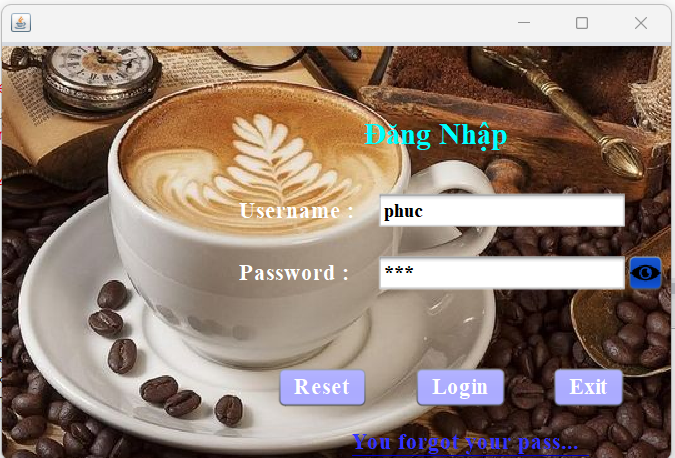 Đăng Nhập
Username :
phuc
Password :
***
Reset
Login
Exit
You forgot your pass...